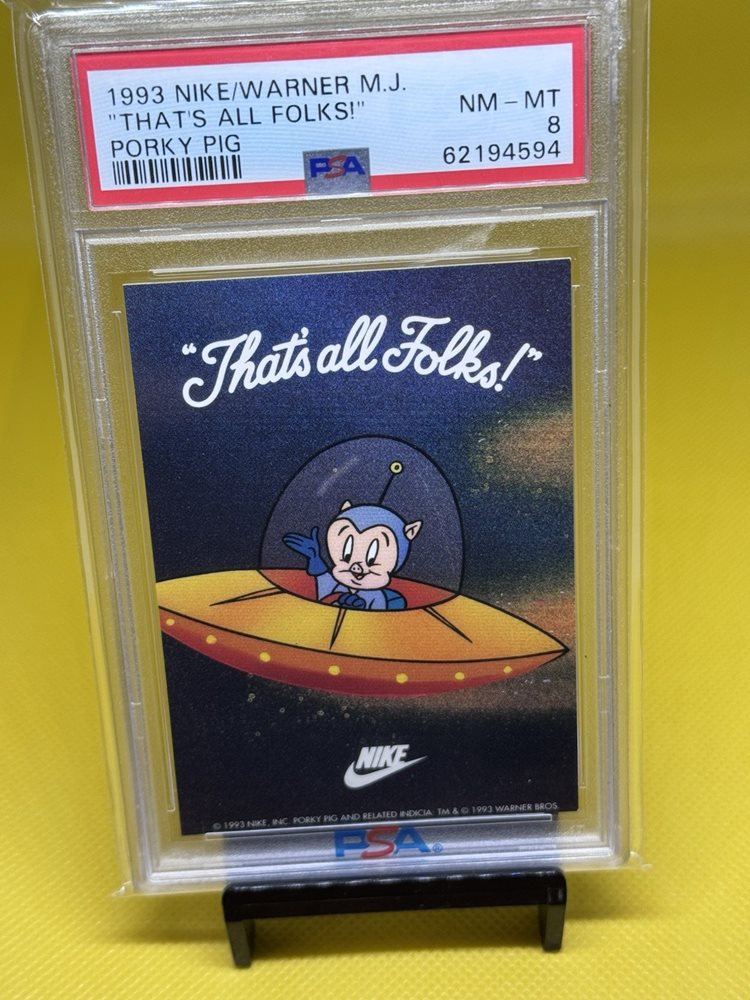 1993 NIKE/WARNER M.J.
"THAT'S ALL FOLKS!"
PORKY PIG
NM - MT
8
62194594
PSA
"That's all Folks!"
NIKE
© 1993 NIKE, INC. PORKY PIG AND RELATED INDICIA TM & © 1993 WARNER BROS.
PSA®